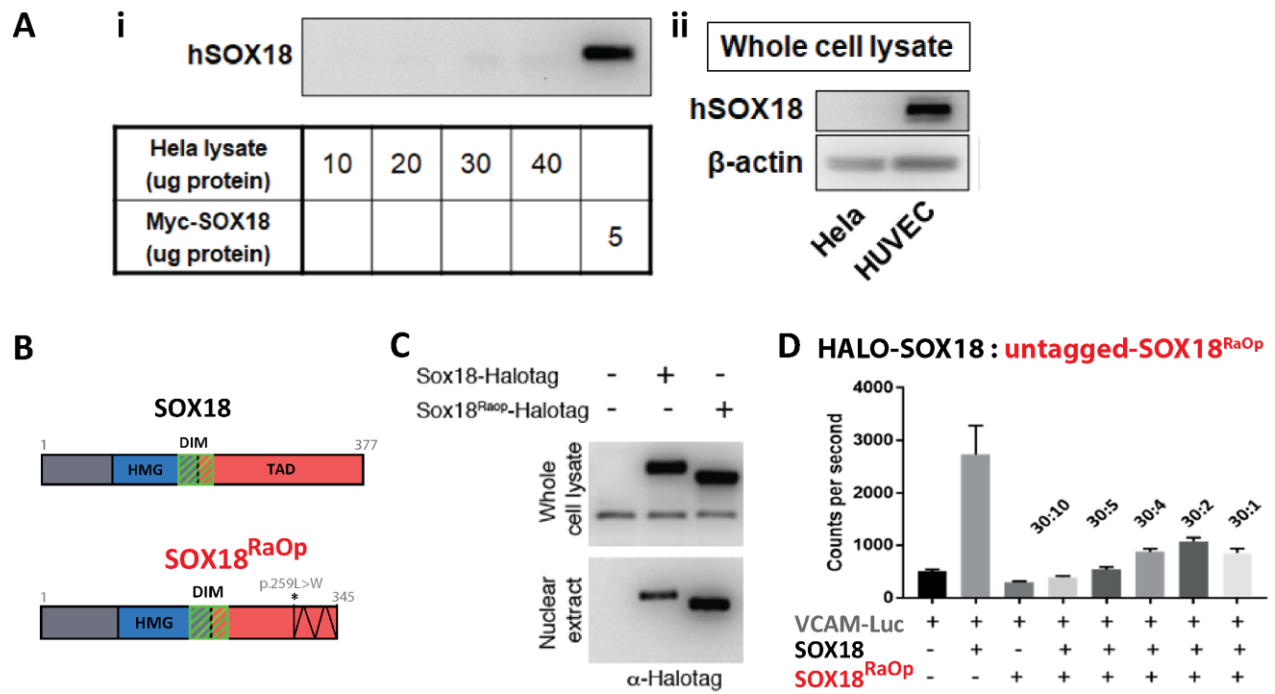 A
i
hSOX18
Hela lysate (ug protein) 10 20 30 40
Myc-SOX18 (ug protein) 5
ii
Whole cell lysate
hSOX18
β-actin
Hela HUVEC
B
SOX18
1 DIM 377
HMG TAD
SOX18RaOp
p.259L>W
1 DIM * 345
HMG
C
Sox18-Halotag - + -
Sox18Raop-Halotag - - +
Whole cell lysate
Nuclear extract
α-Halotag
D HALO-SOX18 : untagged-SOX18RaOp
Counts per second
4000
3000
2000
1000
0
30:10 30:5 30:4 30:2 30:1
VCAM-Luc + + + + + + + +
SOX18 - + - + + + + +
SOX18RaOp - - + + + + + +